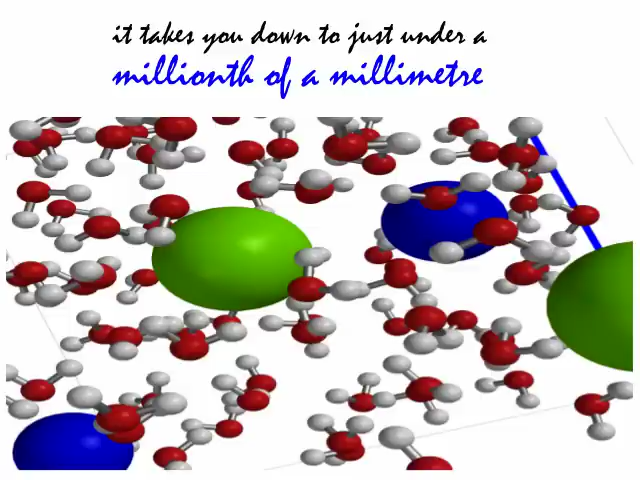 it takes you down to just under a
millionth of a millimetre